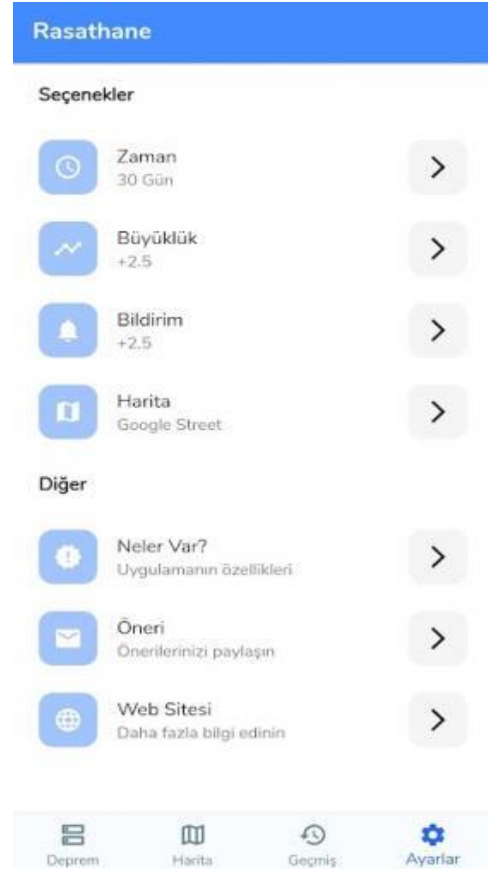 Rasathane
Seçenekler
Zaman
30 Gün
Büyüklük
+2.5
Bildirim
+2.5
Harita
Google Street
Diğer
Neler Var?
Uygulamanın özellikleri
Öneri
Önerilerinizi paylaşın
Web Sitesi
Daha fazla bilgi edinin
Deprem Harita Geçmiş Ayarlar